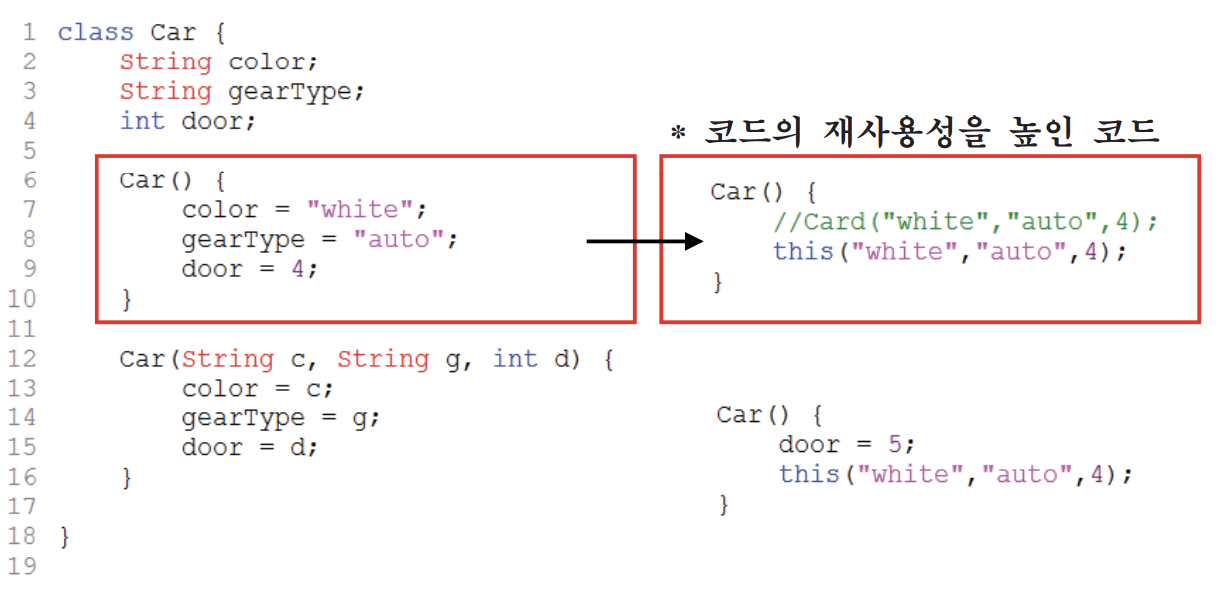 1 class Car {
2 String color;
3 String gearType;
4 int door;
5
6 Car() {
7 color = "white";
8 gearType = "auto";
9 door = 4;
10 }
11
12 Car(String c, String g, int d) {
13 color = c;
14 gearType = g;
15 door = d;
16 }
17
18 }
19
* 코드의 재사용성을 높인 코드
Car() {
//Card("white","auto",4);
this("white","auto",4);
}
Car() {
door = 5;
this("white","auto",4);
}